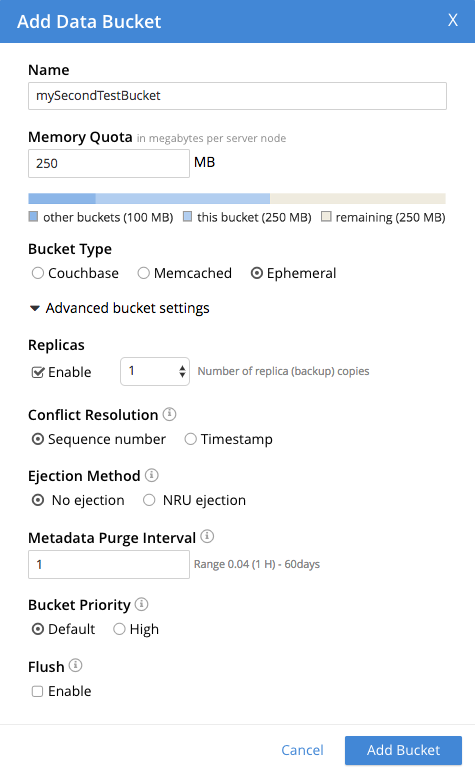 Add Data Bucket X
Name
mySecondTestBucket
Memory Quota in megabytes per server node
250 MB
other buckets (100 MB) this bucket (250 MB) remaining (250 MB)
Bucket Type
Couchbase Memcached Ephemeral
Advanced bucket settings
Replicas
Enable 1 Number of replica (backup) copies
Conflict Resolution i
Sequence number Timestamp
Ejection Method i
No ejection NRU ejection
Metadata Purge Interval i
1 Range 0.04 (1 H) - 60days
Bucket Priority i
Default High
Flush i
Enable
Cancel Add Bucket